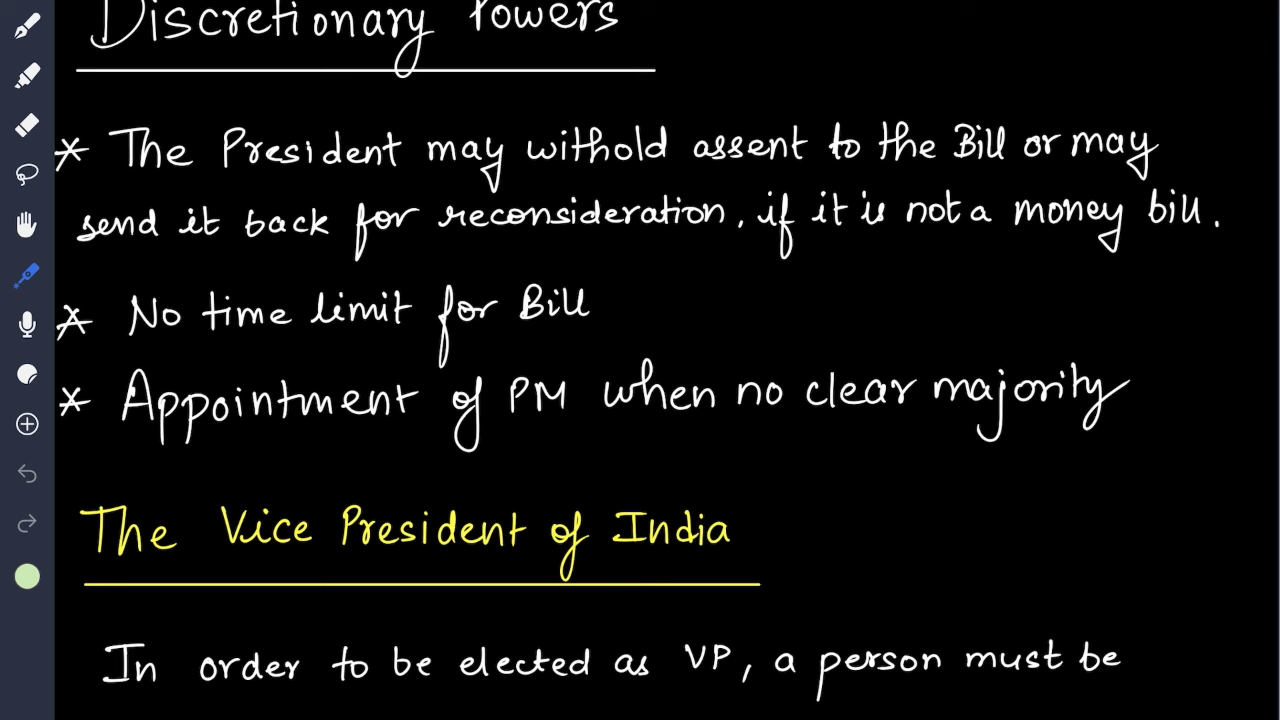 Discretionary Powers
* The President may withold assent to the Bill or may
send it back for reconsideration, if it is not a money bill.
* No time limit for Bill
* Appointment of PM when no clear majority
The Vice President of India
In order to be elected as VP, a person must be